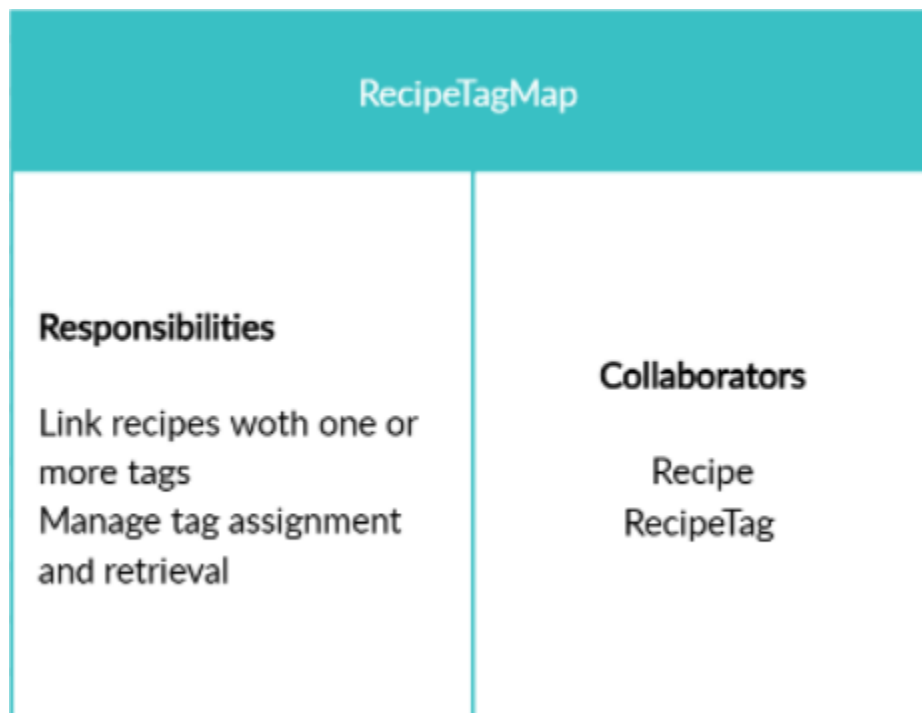 RecipeTagMap
Responsibilities
Link recipes woth one or
more tags
Manage tag assignment
and retrieval
Collaborators
Recipe
RecipeTag